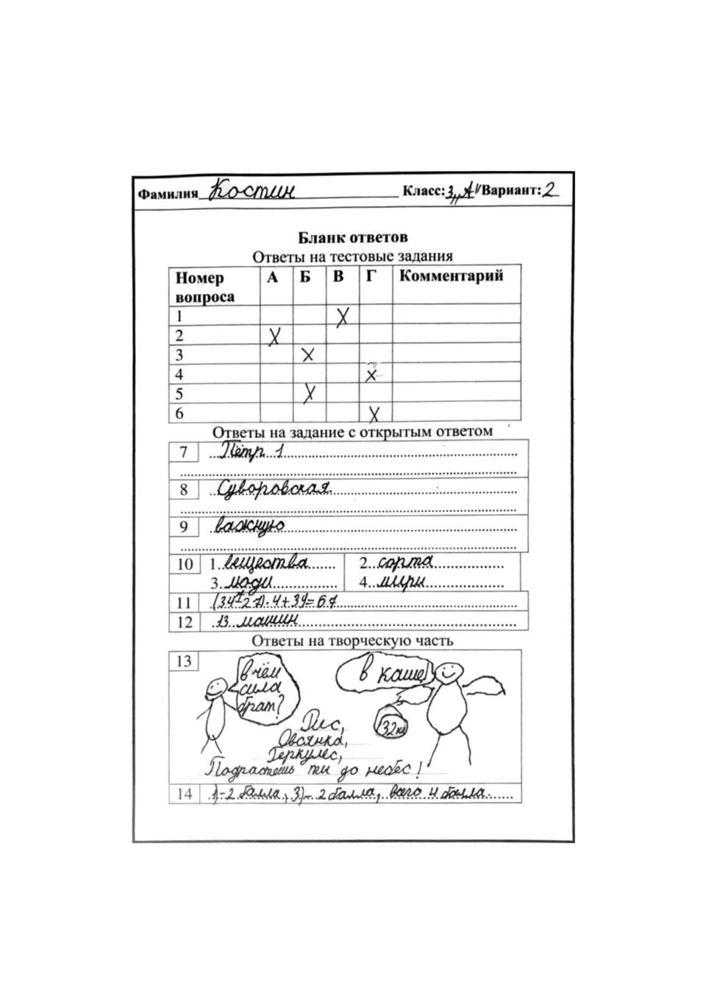 Фамилия Костин Класс: 3 „А" Вариант: 2
Бланк ответов
Ответы на тестовые задания
Номер вопроса А Б В Г Комментарий
1 X
2 X
3 X
4 X
5 X
6 X
Ответы на задание с открытым ответом
7 Пётр 1
8 Суворовская.
9 важную
10 1. вещества 2. сорта
3. моди 4. мири
11 (34-27)·4+39=67
12 13 машин
Ответы на творческую часть
13
в чём
сила
брат?
в каше!
32кг
Рис,
Овсянка,
Геркулес,
Подрастешь ты до небес!
14 1)-2 балла, 3)- 2 балла, всего 4 балла.